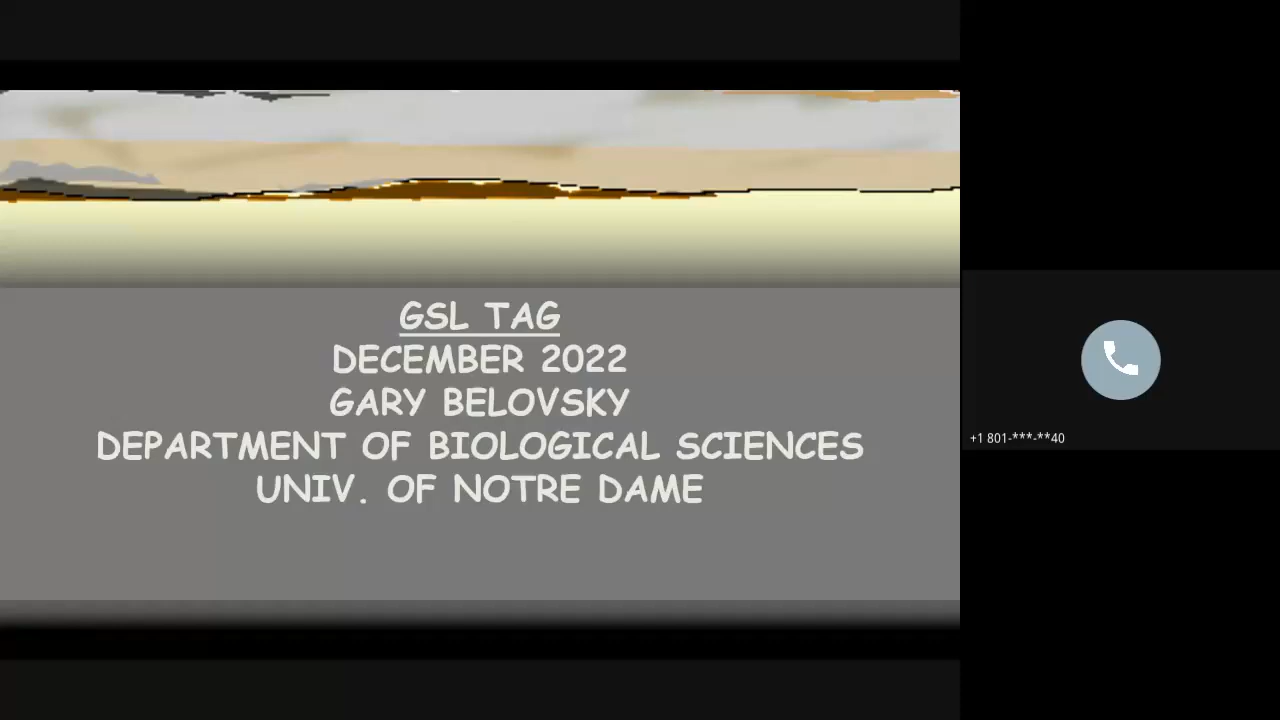 GSL TAG
DECEMBER 2022
GARY BELOVSKY
DEPARTMENT OF BIOLOGICAL SCIENCES
UNIV. OF NOTRE DAME
+1 801-***-**40